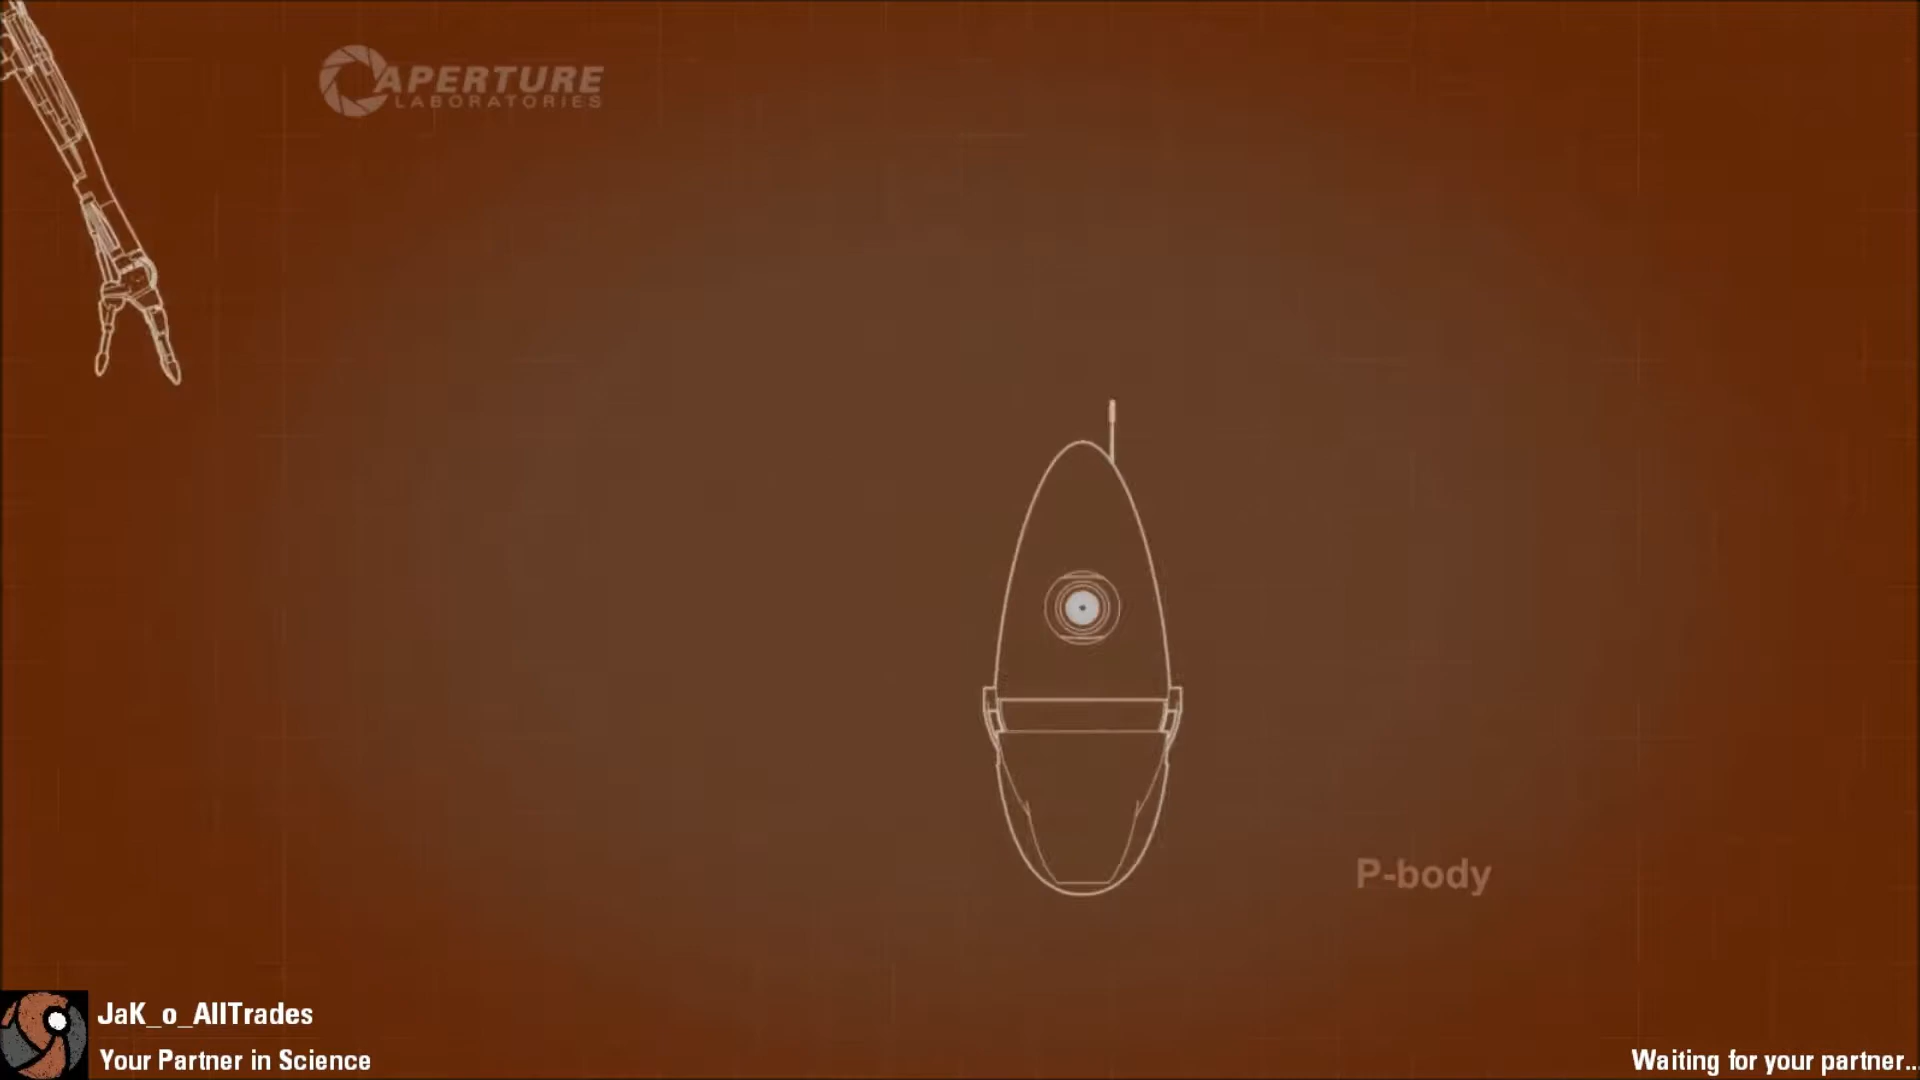 APERTURE
LABORATORIES
P-body
JaK_o_AllTrades
Your Partner in Science
Waiting for your partner...